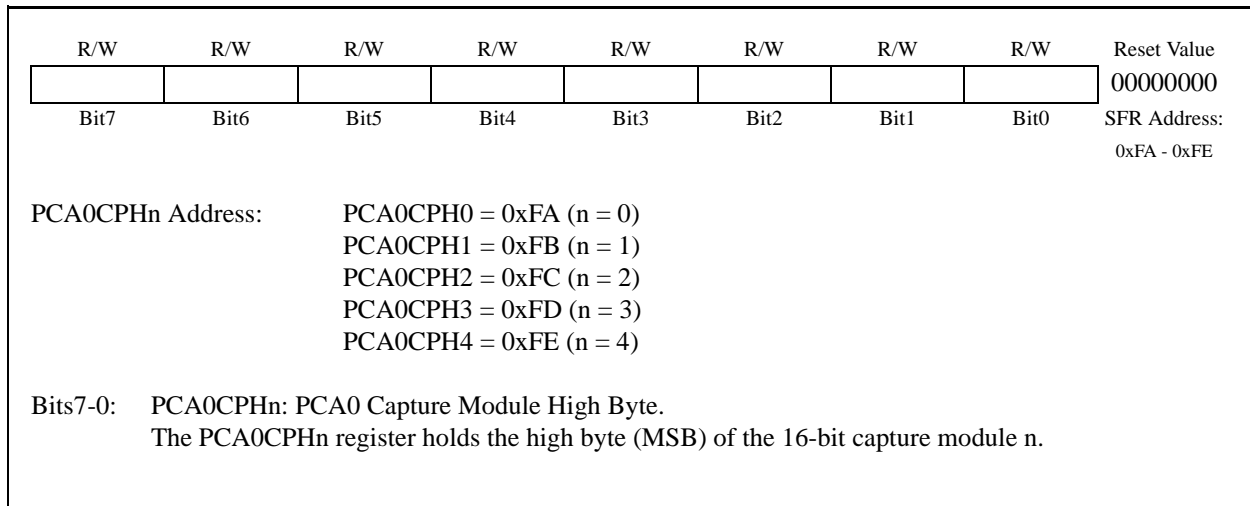 R/W R/W R/W R/W R/W R/W R/W R/W Reset Value
00000000
Bit7 Bit6 Bit5 Bit4 Bit3 Bit2 Bit1 Bit0 SFR Address:
0xFA - 0xFE
PCA0CPHn Address: PCA0CPH0 = 0xFA (n = 0)
PCA0CPH1 = 0xFB (n = 1)
PCA0CPH2 = 0xFC (n = 2)
PCA0CPH3 = 0xFD (n = 3)
PCA0CPH4 = 0xFE (n = 4)
Bits7-0: PCA0CPHn: PCA0 Capture Module High Byte.
The PCA0CPHn register holds the high byte (MSB) of the 16-bit capture module n.